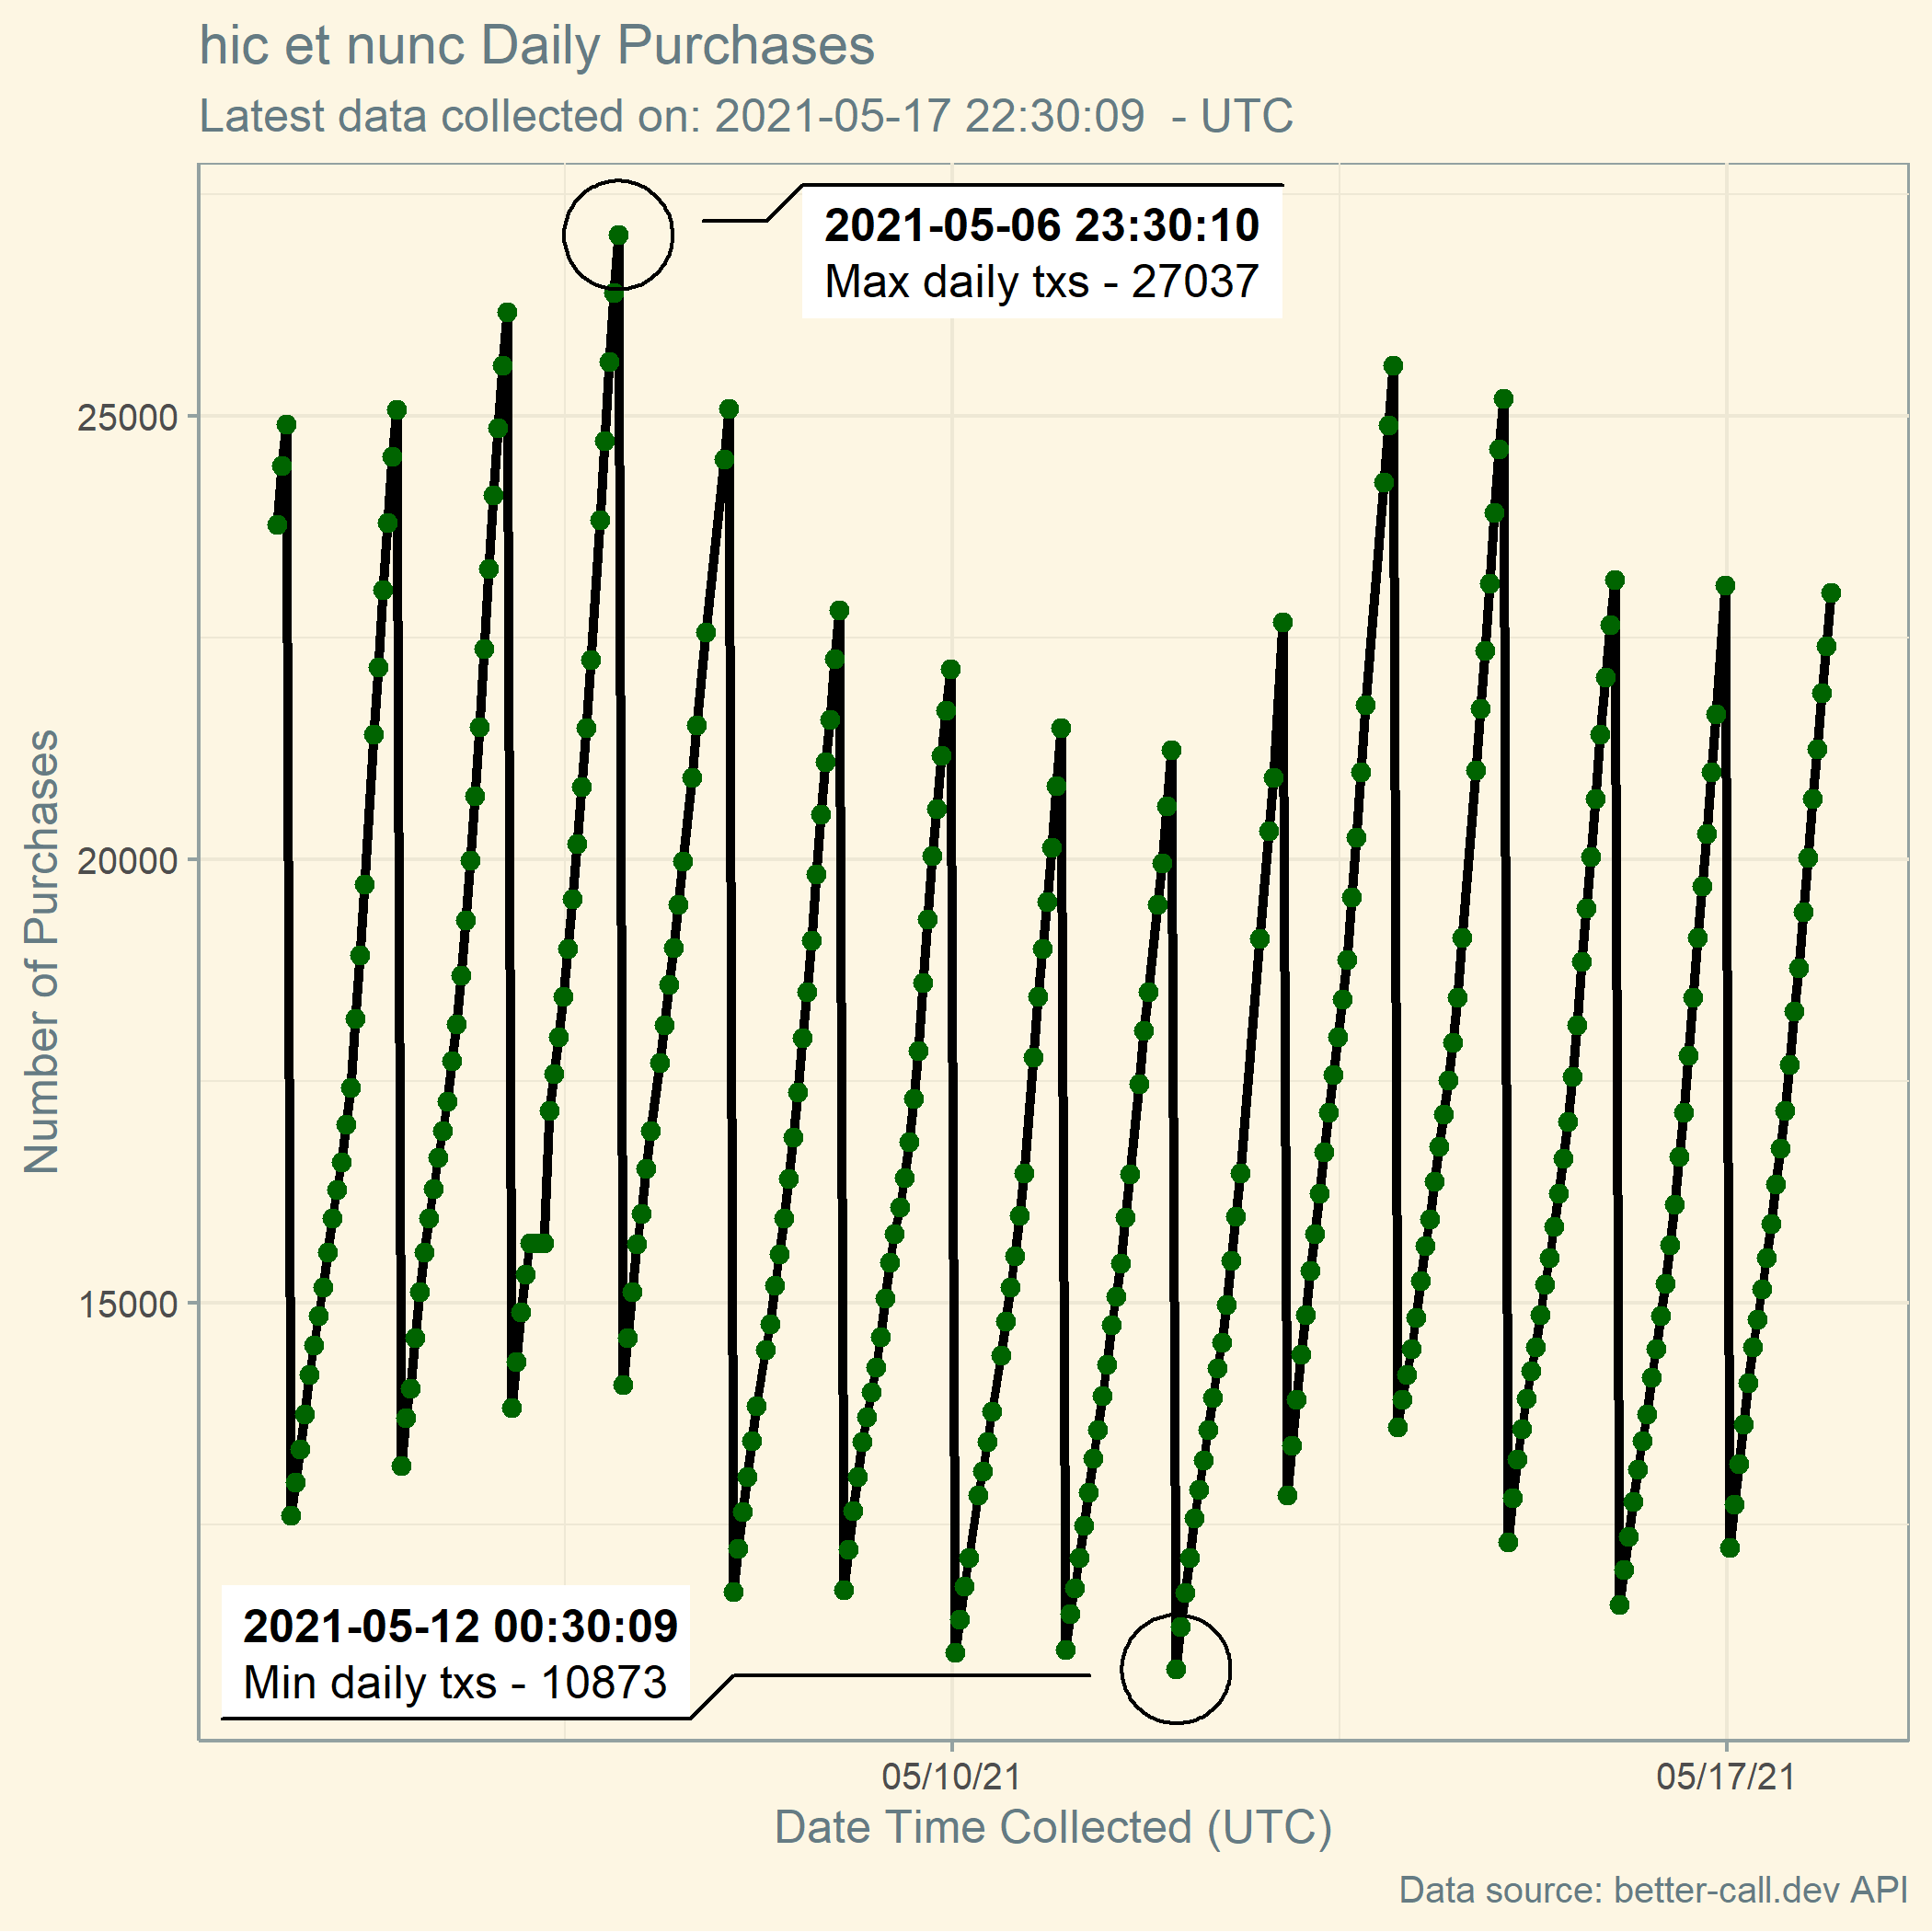 hic et nunc Daily Purchases
Latest data collected on: 2021-05-17 22:30:09  - UTC
2021-05-06 23:30:10
Max daily txs - 27037
25000
20000
15000
Number of Purchases
2021-05-12 00:30:09
Min daily txs - 10873
05/10/21
05/17/21
Date Time Collected (UTC)
Data source: better-call.dev API